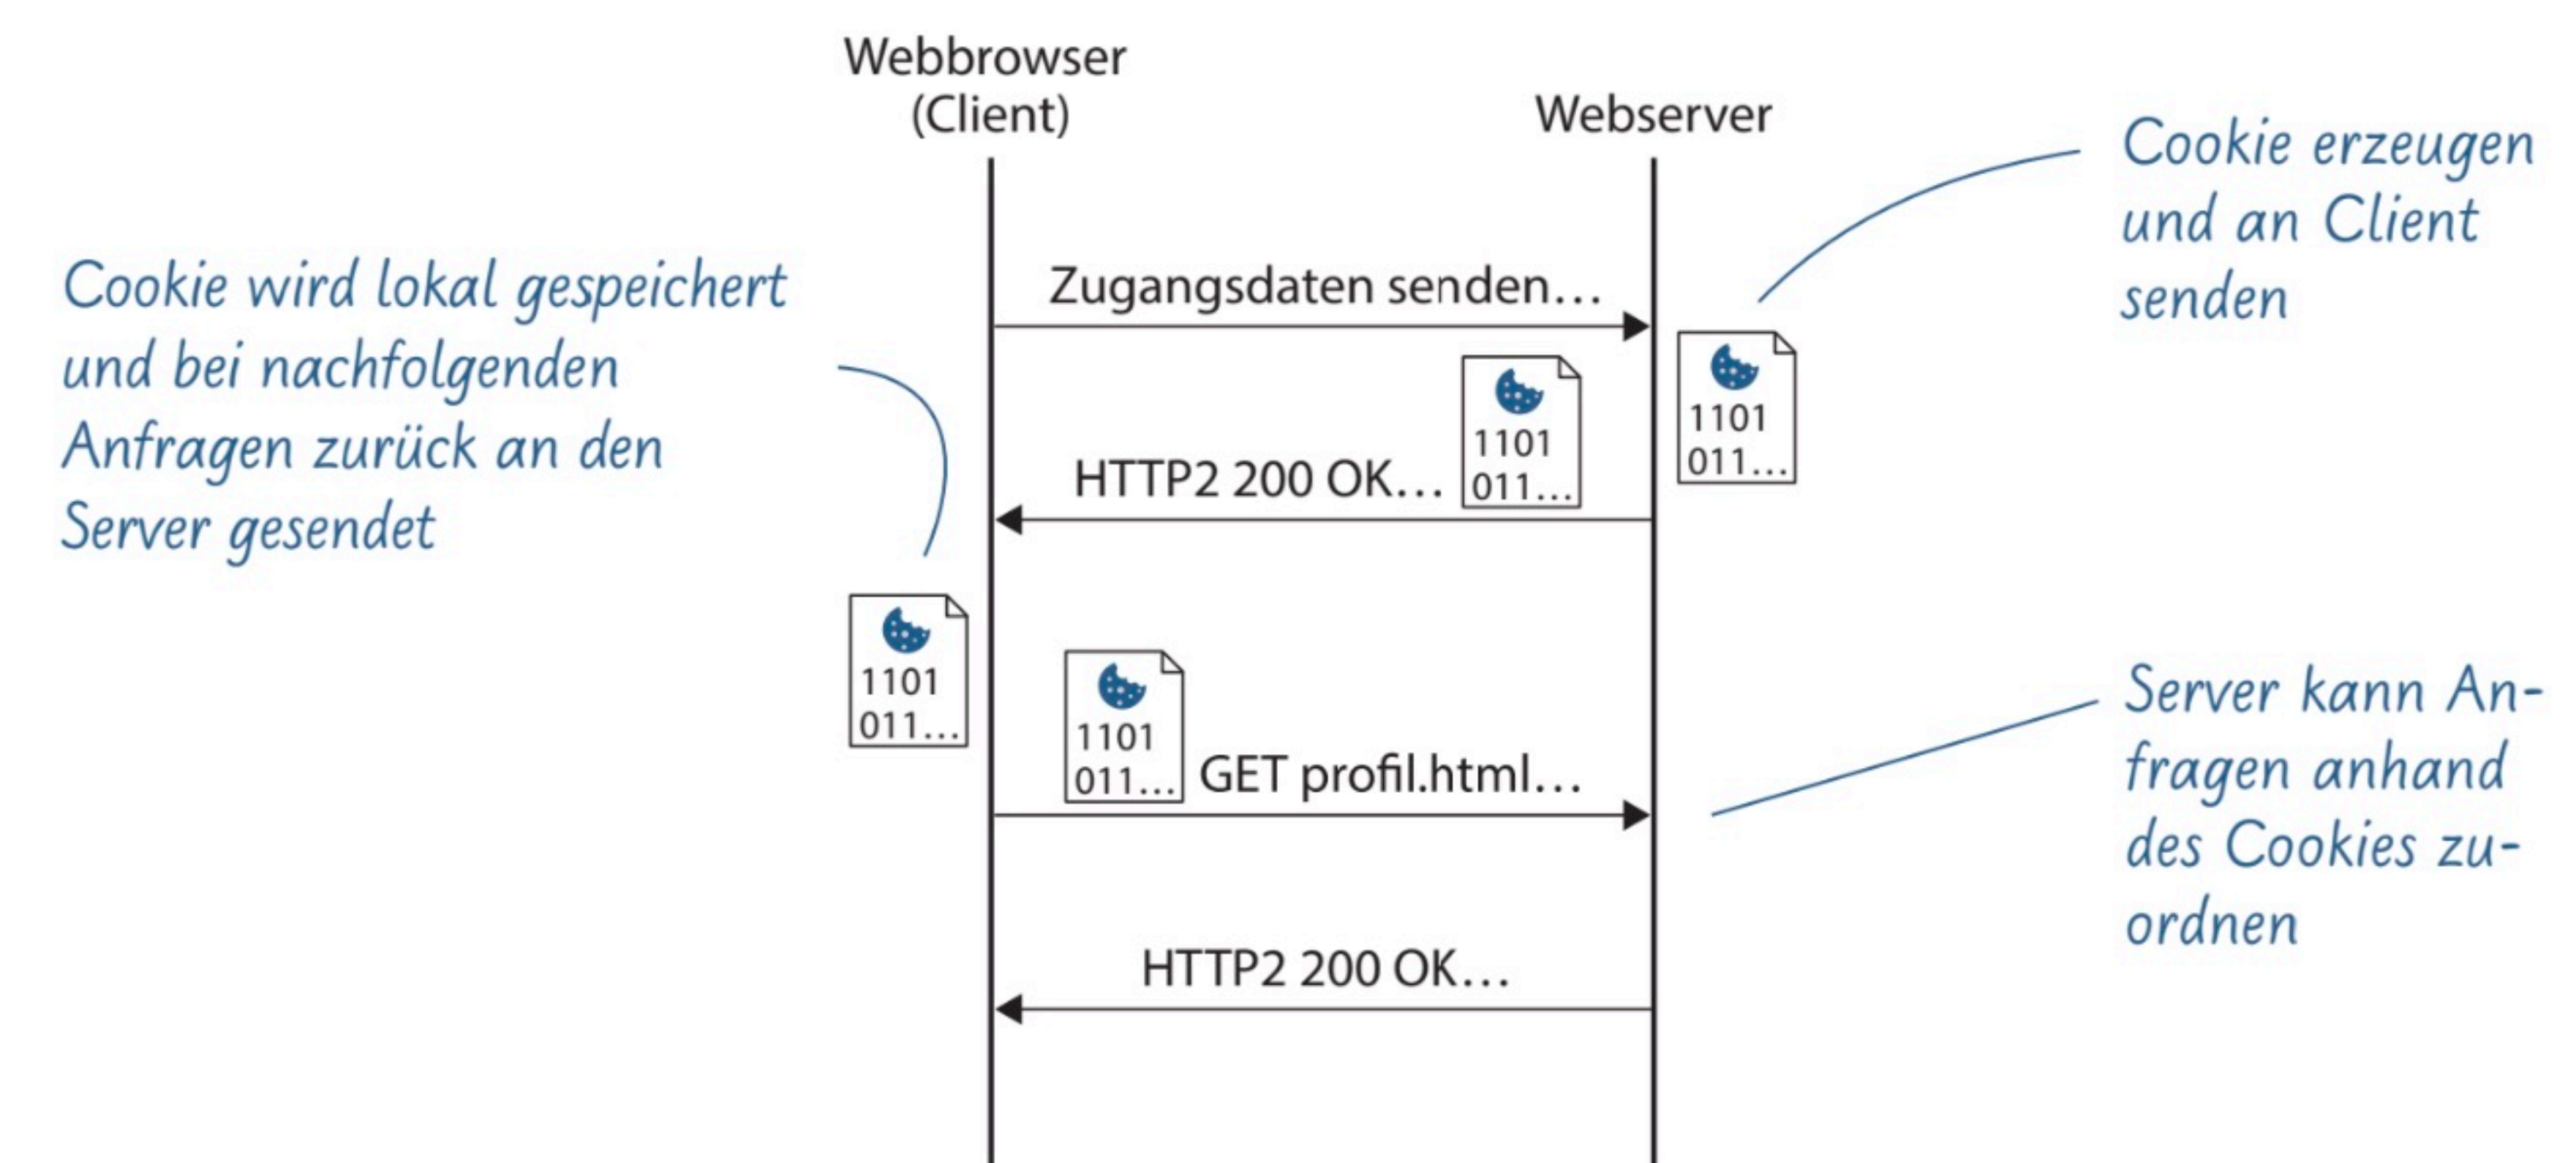 Webbrowser
(Client)
Webserver
Cookie erzeugen
und an Client
senden
Cookie wird lokal gespeichert
und bei nachfolgenden
Anfragen zurück an den
Server gesendet
Zugangsdaten senden...
1101
011...
HTTP2 200 OK...
1101
011...
1101
011...
1101
011...
GET profil.html...
Server kann An-
fragen anhand
des Cookies zu-
ordnen
HTTP2 200 OK...